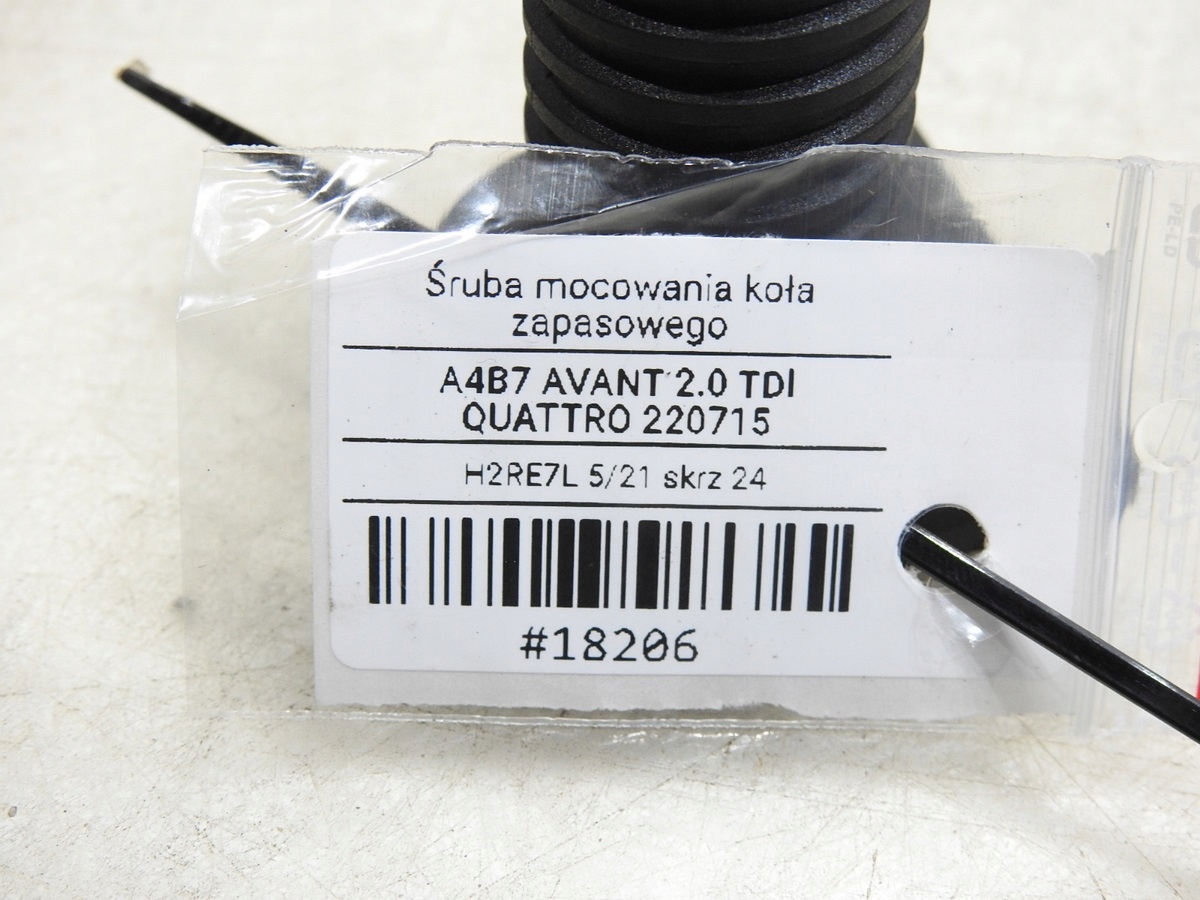 Śruba mocowania koła
zapasowego
A4B7 AVANT 2.0 TDI
QUATTRO 220715
H2RE7L 5/21 skrz 24
#18206